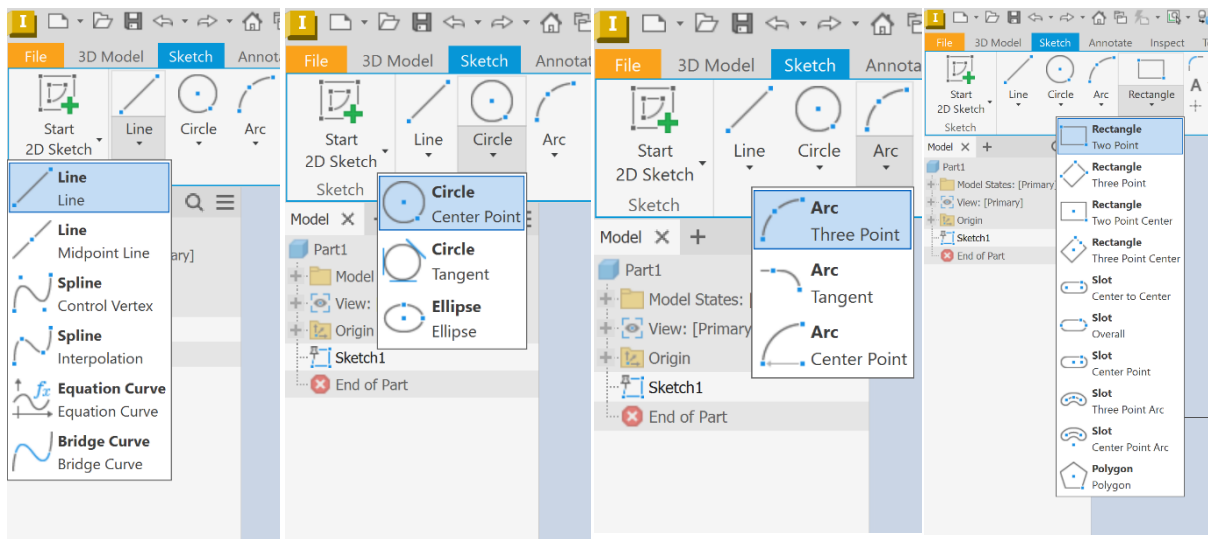 I
File 3D Model Sketch Annot
Start
2D Sketch
Line Circle Arc
Line
Line
Line
Midpoint Line
ary]
Spline
Control Vertex
Spline
Interpolation
Equation Curve
fx
Equation Curve
Bridge Curve
Bridge Curve
I
File 3D Model Sketch Annotat
Start
2D Sketch
Line Circle Arc
Sketch
Circle
Center Point
Model
Part1
Circle
Tangent
Model
View:
Ellipse
Ellipse
Origin
Sketch1
End of Part
I
File 3D Model Sketch Annota
Start
2D Sketch
Line Circle Arc
Sketch
Arc
Three Point
Model
Part1
Arc
Tangent
Model States: [
View: [Primary
Arc
Center Point
Origin
Sketch1
End of Part
I
File 3D Model Sketch Annotate Inspect T
Start
2D Sketch
Line Circle Arc Rectangle
A
Sketch
Rectangle
Two Point
Model
Part1
Rectangle
Three Point
Model States: [Primary
View: [Primary]
Rectangle
Two Point Center
Origin
Sketch1
Rectangle
Three Point Center
End of Part
Slot
Center to Center
Slot
Overall
Slot
Center Point
Slot
Three Point Arc
Slot
Center Point Arc
Polygon
Polygon